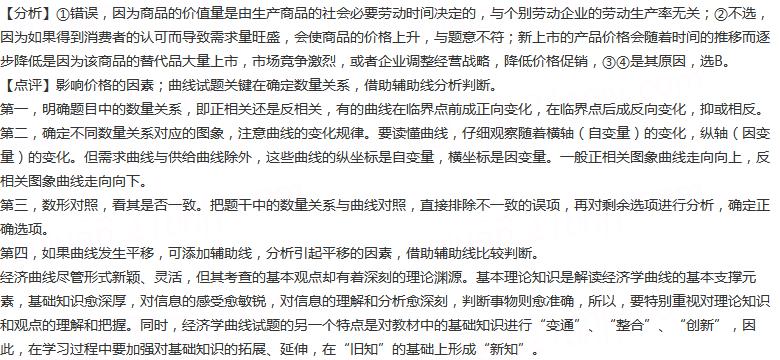 【分析】①错误，因为商品的价值量是由生产商品的社会必要劳动时间决定的，与个别劳动企业的劳动生产率无关；②不选，
因为如果得到消费者的认可而导致需求量旺盛，会使商品的价格上升，与题意不符；新上市的产品价格会随着时间的推移而逐
步降低是因为该商品的替代品大量上市，市场竞争激烈，或者企业调整经营战略，降低价格促销，③④是其原因，选B。
【点评】影响价格的因素；曲线试题关键在确定数量关系，借助辅助线分析判断。
第一，明确题目中的数量关系，即正相关还是反相关，有的曲线在临界点前成正向变化，在临界点后成反向变化，抑或相反。
第二，确定不同数量关系对应的图象，注意曲线的变化规律。要读懂曲线，仔细观察随着横轴（自变量）的变化，纵轴（因变
量）的变化。但需求曲线与供给曲线除外，这些曲线的纵坐标是自变量，横坐标是因变量。一般正相关图象曲线走向向上，反
相关图象曲线走向向下。
第三，数形对照，看其是否一致。把题干中的数量关系与曲线对照，直接排除不一致的误项，再对剩余选项进行分析，确定正
确选项。
第四，如果曲线发生平移，可添加辅助线，分析引起平移的因素，借助辅助线比较判断。
经济曲线尽管形式新颖、灵活，但其考查的基本观点却有着深刻的理论渊源。基本理论知识是解读经济学曲线的基本支撑元
素，基础知识愈深厚，对信息的感受愈敏锐，对信息的理解和分析愈深刻，判断事物则愈准确，所以，要特别重视对理论知识
和观点的理解和把握。同时，经济学曲线试题的另一个特点是对教材中的基础知识进行“变通”、“整合”、“创新”，因
此，在学习过程中要加强对基础知识的拓展、延伸，在“旧知”的基础上形成“新知”。